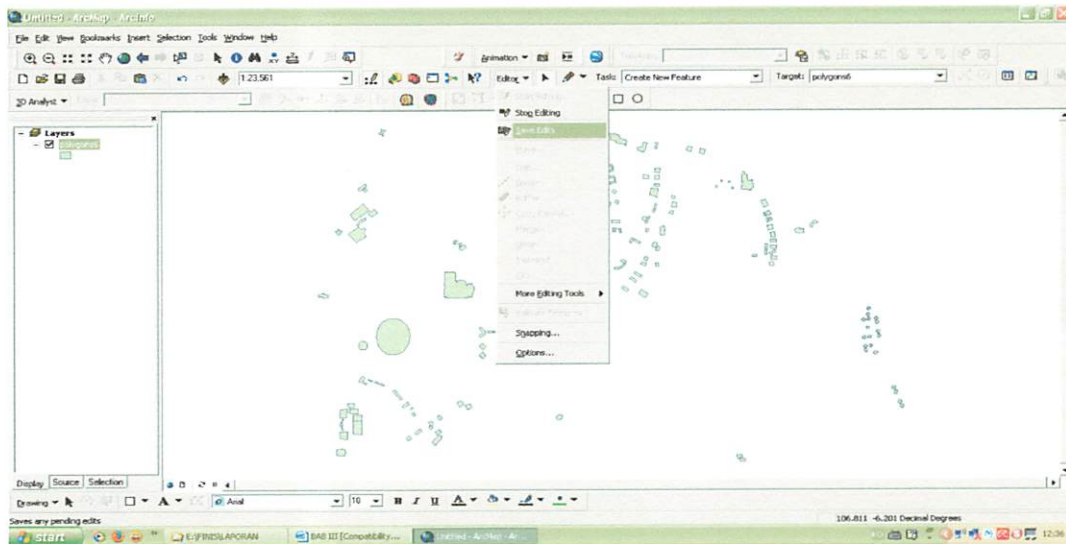 Untitled - ArcMap - ArcInfo
File Edit View Bookmarks Insert Selection Tools Window Help
Animation
1:23,561
Editor
Task: Create New Feature
Target: polygons6
3D Analyst
Stop Editing
Save Edits
More Editing Tools
Snapping...
Options...
Layers
polygons6
Display Source Selection
Drawing
Arial
10
B I U A
Saves any pending edits
106.811 -6.201 Decimal Degrees
start
E:\FINIS\LAPORAN
BAB III [Compatibility...
Untitled - ArcMap - Ar...
12:36